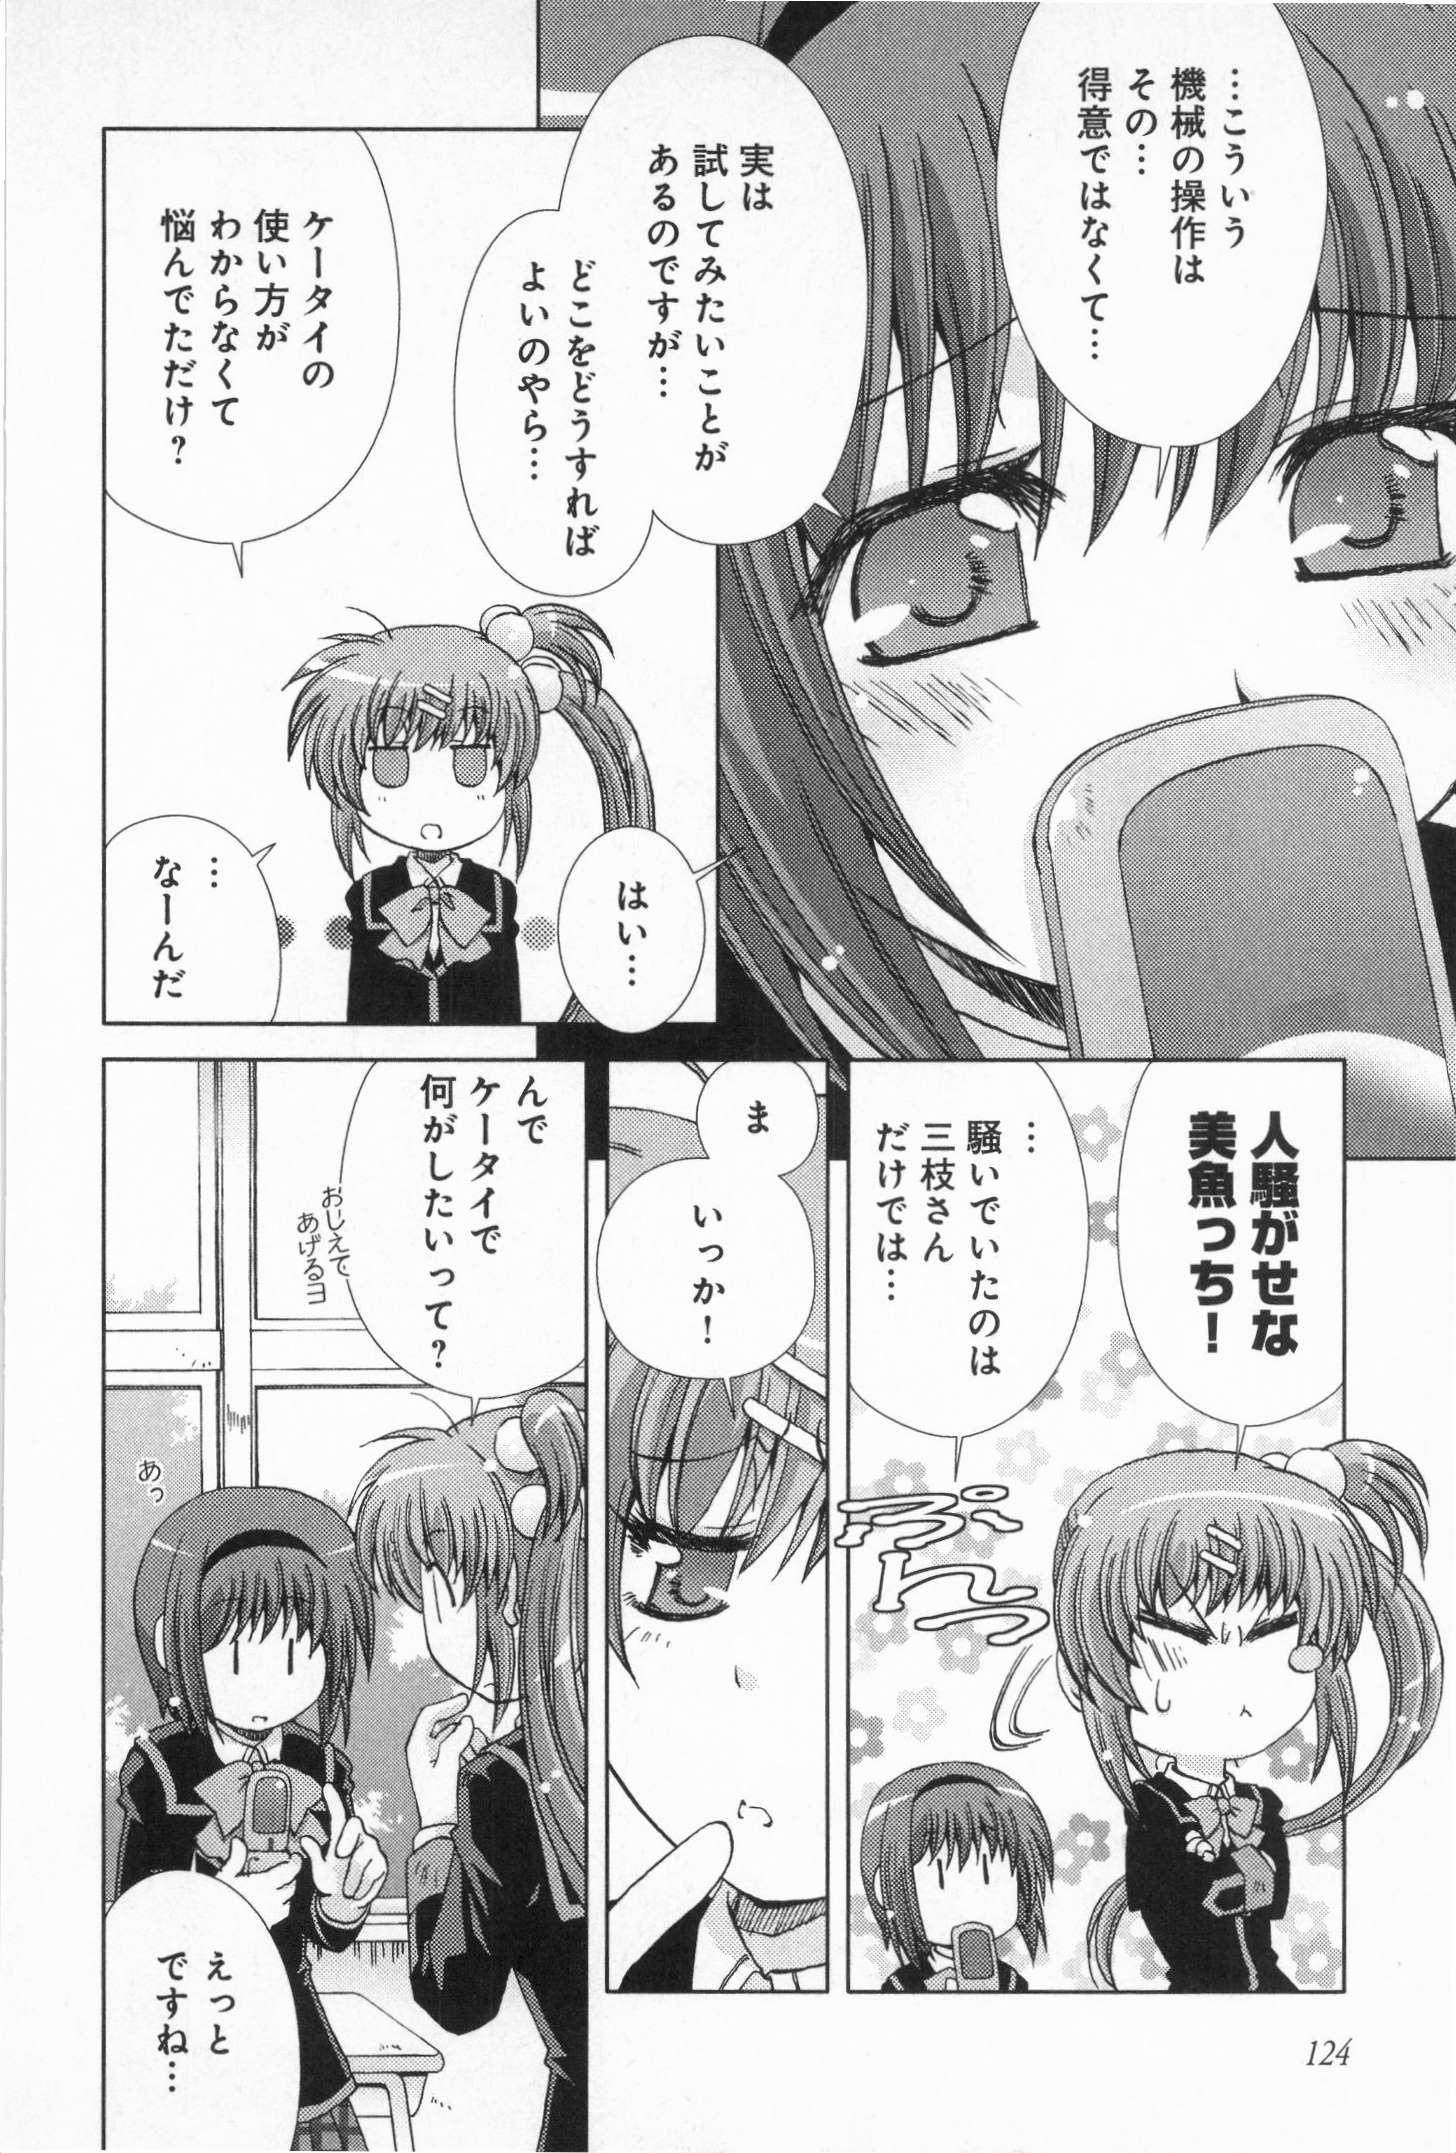 …こういう
機械の操作は
その…
得意ではなくて…
実は
試してみたいことが
あるのですが…
どこをどうすれば
よいのやら…
ケータイの
使い方が
わからなくて
悩んでただけ？
はい…
…
なーんだ
人騒がせな
美魚っち！
…
騒いでいたのは
三枝さん
だけでは…
ぷん
ぷん
ま
いっか！
んで
ケータイで
何がしたいって？
おしえて
あげるヨ
あっ
えっと
ですね…
124